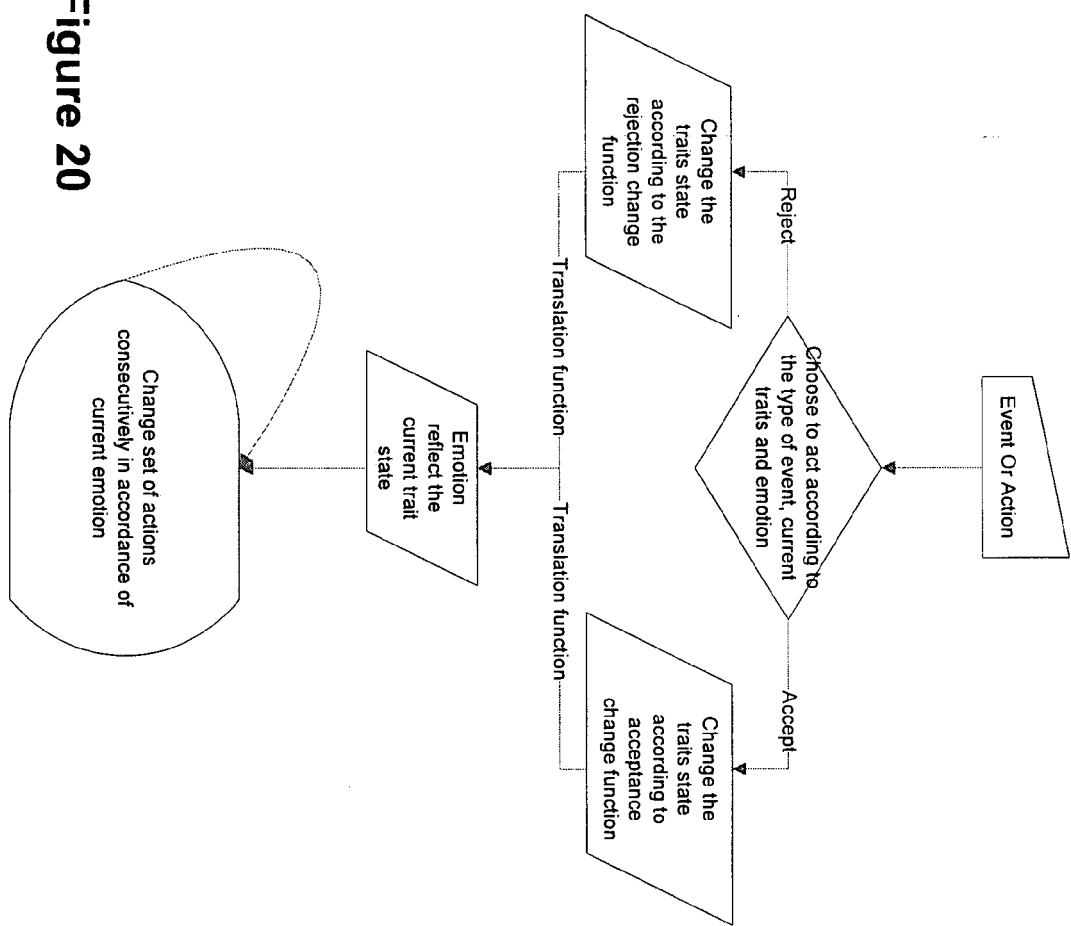 Event Or Action
Choose to act according to
the type of event, current
traits and emotion
Reject
Accept
Change the
traits state
according to the
rejection change
function
Change the
traits state
according to
acceptance
change function
Translation function
Translation function
Emotion
reflect the
current trait
state
Change set of actions
consecutively in accordance of
current emotion
Figure 20